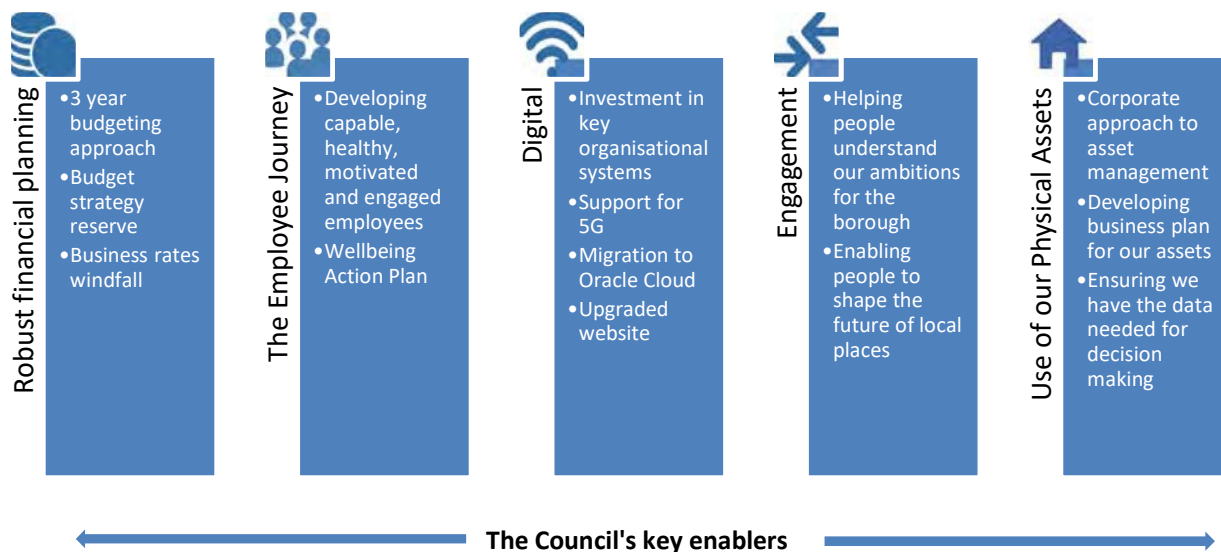 Robust financial planning
•3 year
budgeting
approach
•Budget
strategy
reserve
•Business rates
windfall
The Employee Journey
•Developing
capable,
healthy,
motivated
and engaged
employees
•Wellbeing
Action Plan
Digital
•Investment in
key
organisational
systems
•Support for
5G
•Migration to
Oracle Cloud
•Upgraded
website
Engagement
•Helping
people
understand
our ambitions
for the
borough
•Enabling
people to
shape the
future of local
places
Use of our Physical Assets
•Corporate
approach to
asset
management
•Developing
business plan
for our assets
•Ensuring we
have the data
needed for
decision
making
The Council's key enablers